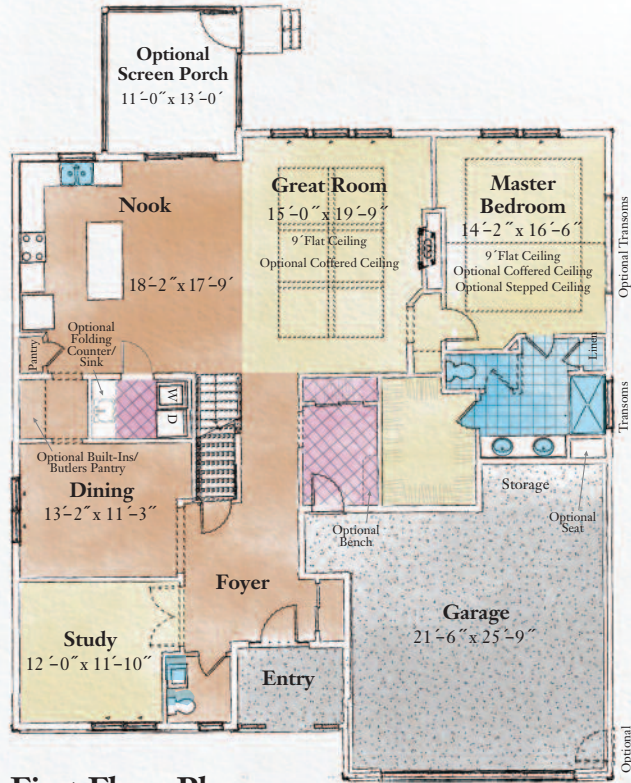 Optional
Screen Porch
11´-0˝ x 13´-0´
Nook
18´-2˝ x 17´-9´
Great Room
15´-0˝ x 19´-9˝
9´Flat Ceiling
Optional Coffered Ceiling
Master
Bedroom
14´-2˝ x 16´-6˝
9´Flat Ceiling
Optional Coffered Ceiling
Optional Stepped Ceiling
Optional Transoms
Pantry
Optional
Folding
Counter/
Sink
W
D
Linen
Transoms
Optional Built-Ins/
Butlers Pantry
Dining
13´-2˝ x 11´-3˝
Optional
Bench
Storage
Optional
Seat
Foyer
Study
12´-0˝ x 11´-10˝
Entry
Garage
21´-6˝ x 25´-9˝
Optional
First Floor Plan